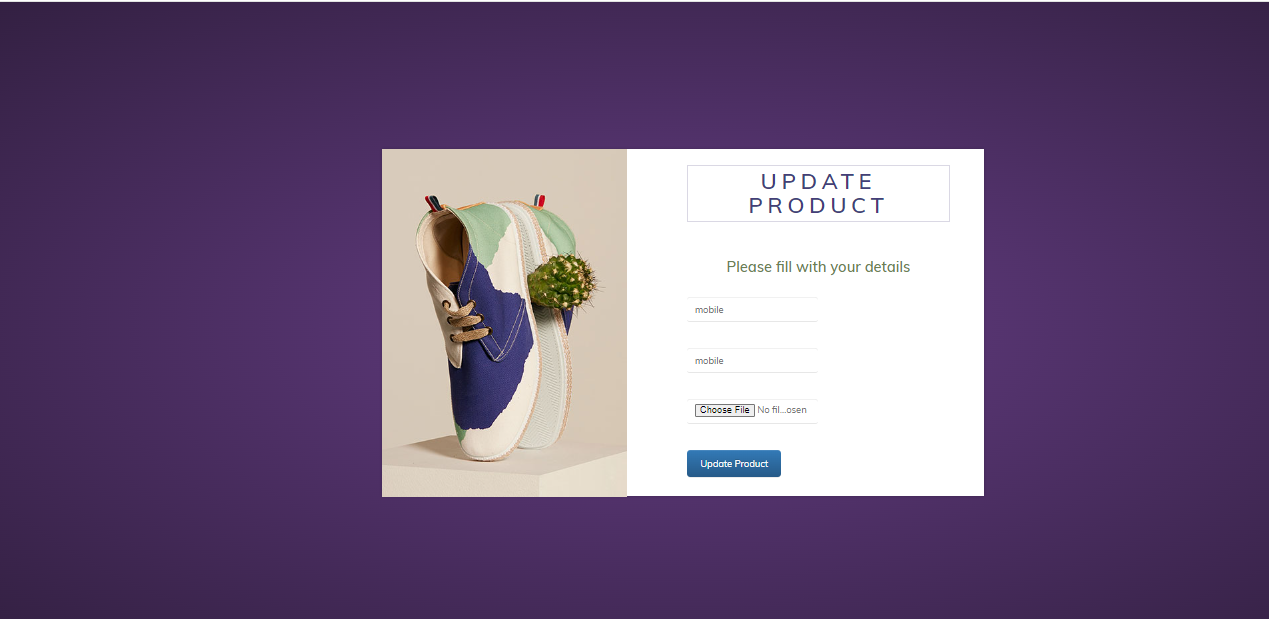 UPDATE
PRODUCT
Please fill with your details
mobile
mobile
Choose File No fil...osen
Update Product